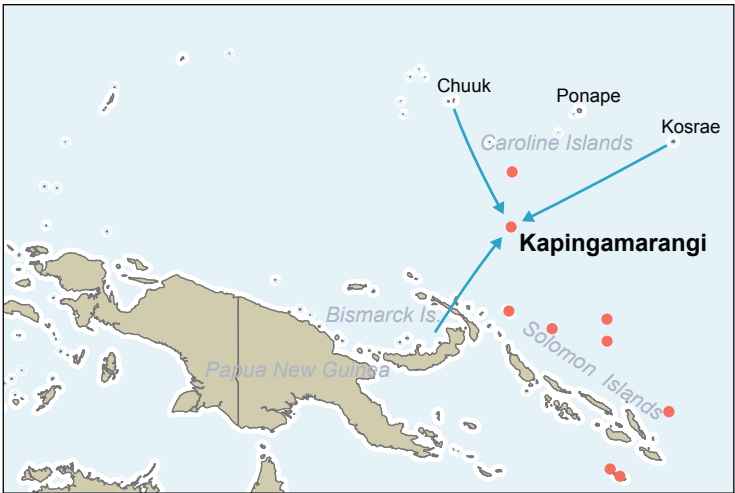 Chuuk
Ponape
Kosrae
Caroline Islands
Kapingamarangi
Bismarck Is.
Solomon Islands
Papua New Guinea